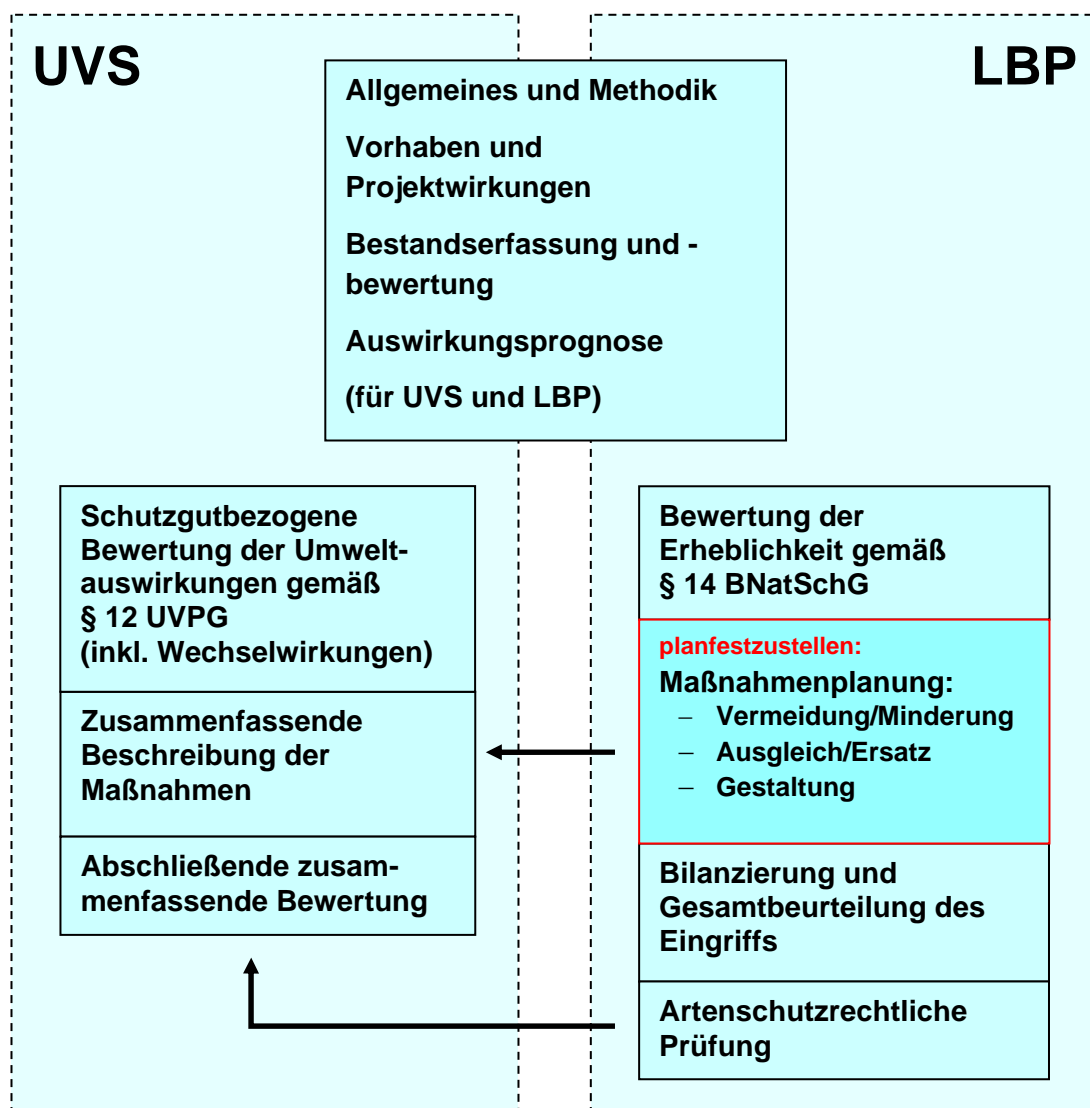 UVS
LBP
Allgemeines und Methodik
Vorhaben und
Projektwirkungen
Bestandserfassung und -
bewertung
Auswirkungsprognose
(für UVS und LBP)
Schutzgutbezogene
Bewertung der Umwelt-
auswirkungen gemäß
§ 12 UVPG
(inkl. Wechselwirkungen)
Zusammenfassende
Beschreibung der
Maßnahmen
Abschließende zusam-
menfassende Bewertung
Bewertung der
Erheblichkeit gemäß
§ 14 BNatSchG
planfestzustellen:
Maßnahmenplanung:
– Vermeidung/Minderung
– Ausgleich/Ersatz
– Gestaltung
Bilanzierung und
Gesamtbeurteilung des
Eingriffs
Artenschutzrechtliche
Prüfung